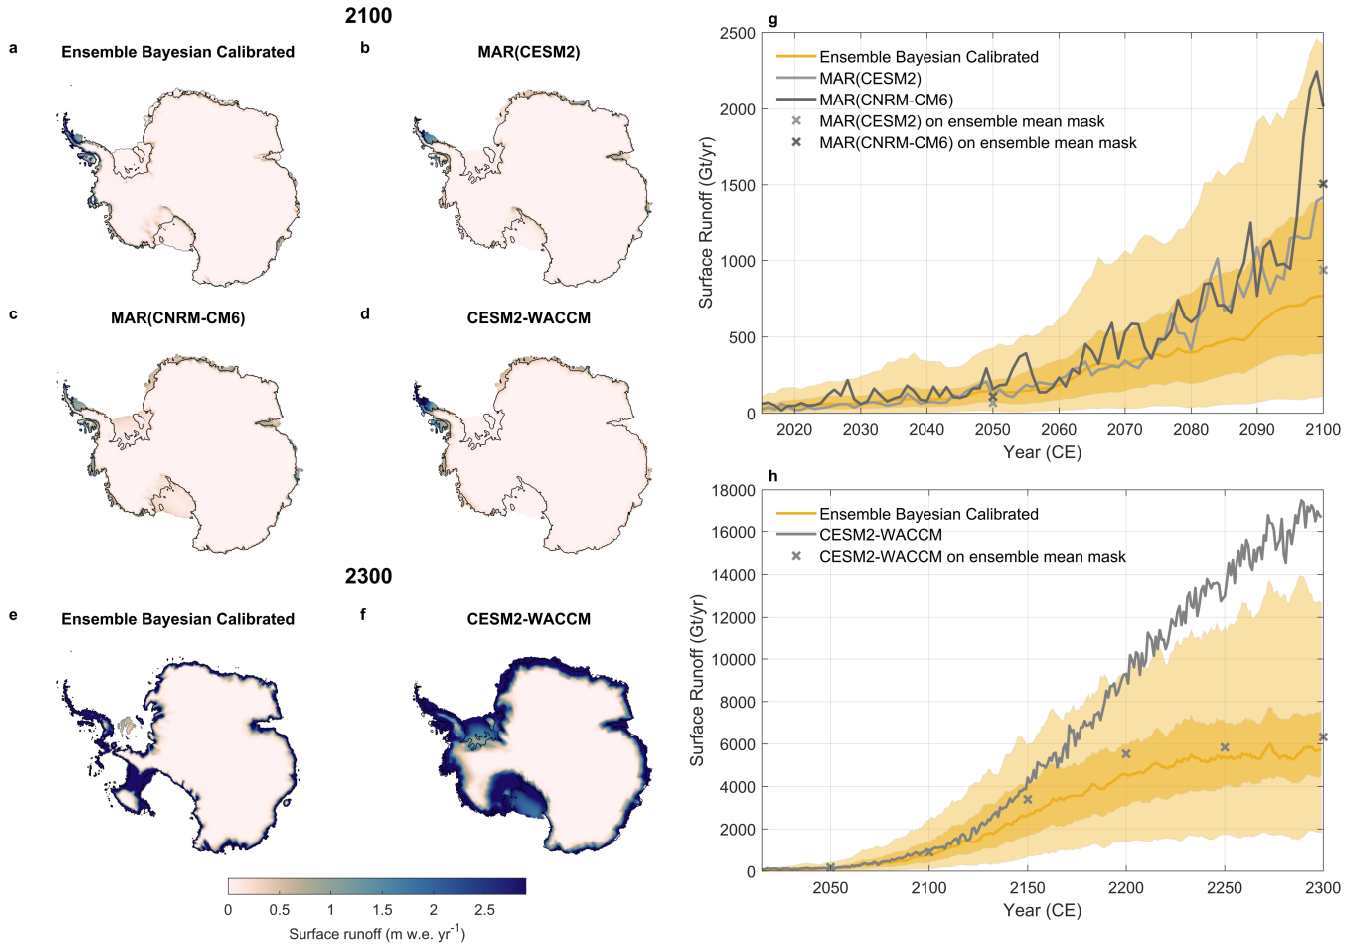 2100
a
Ensemble Bayesian Calibrated
b
MAR(CESM2)
c
MAR(CNRM-CM6)
d
CESM2-WACCM
2300
e
Ensemble Bayesian Calibrated
f
CESM2-WACCM
0 0.5 1 1.5 2 2.5
Surface runoff (m w.e. yr-1)
g
Ensemble Bayesian Calibrated
MAR(CESM2)
MAR(CNRM-CM6)
MAR(CESM2) on ensemble mean mask
MAR(CNRM-CM6) on ensemble mean mask
Surface Runoff (Gt/yr)
2500
2000
1500
1000
500
0
2020 2030 2040 2050 2060 2070 2080 2090 2100
Year (CE)
h
Ensemble Bayesian Calibrated
CESM2-WACCM
CESM2-WACCM on ensemble mean mask
Surface Runoff (Gt/yr)
18000
16000
14000
12000
10000
8000
6000
4000
2000
0
2050 2100 2150 2200 2250 2300
Year (CE)